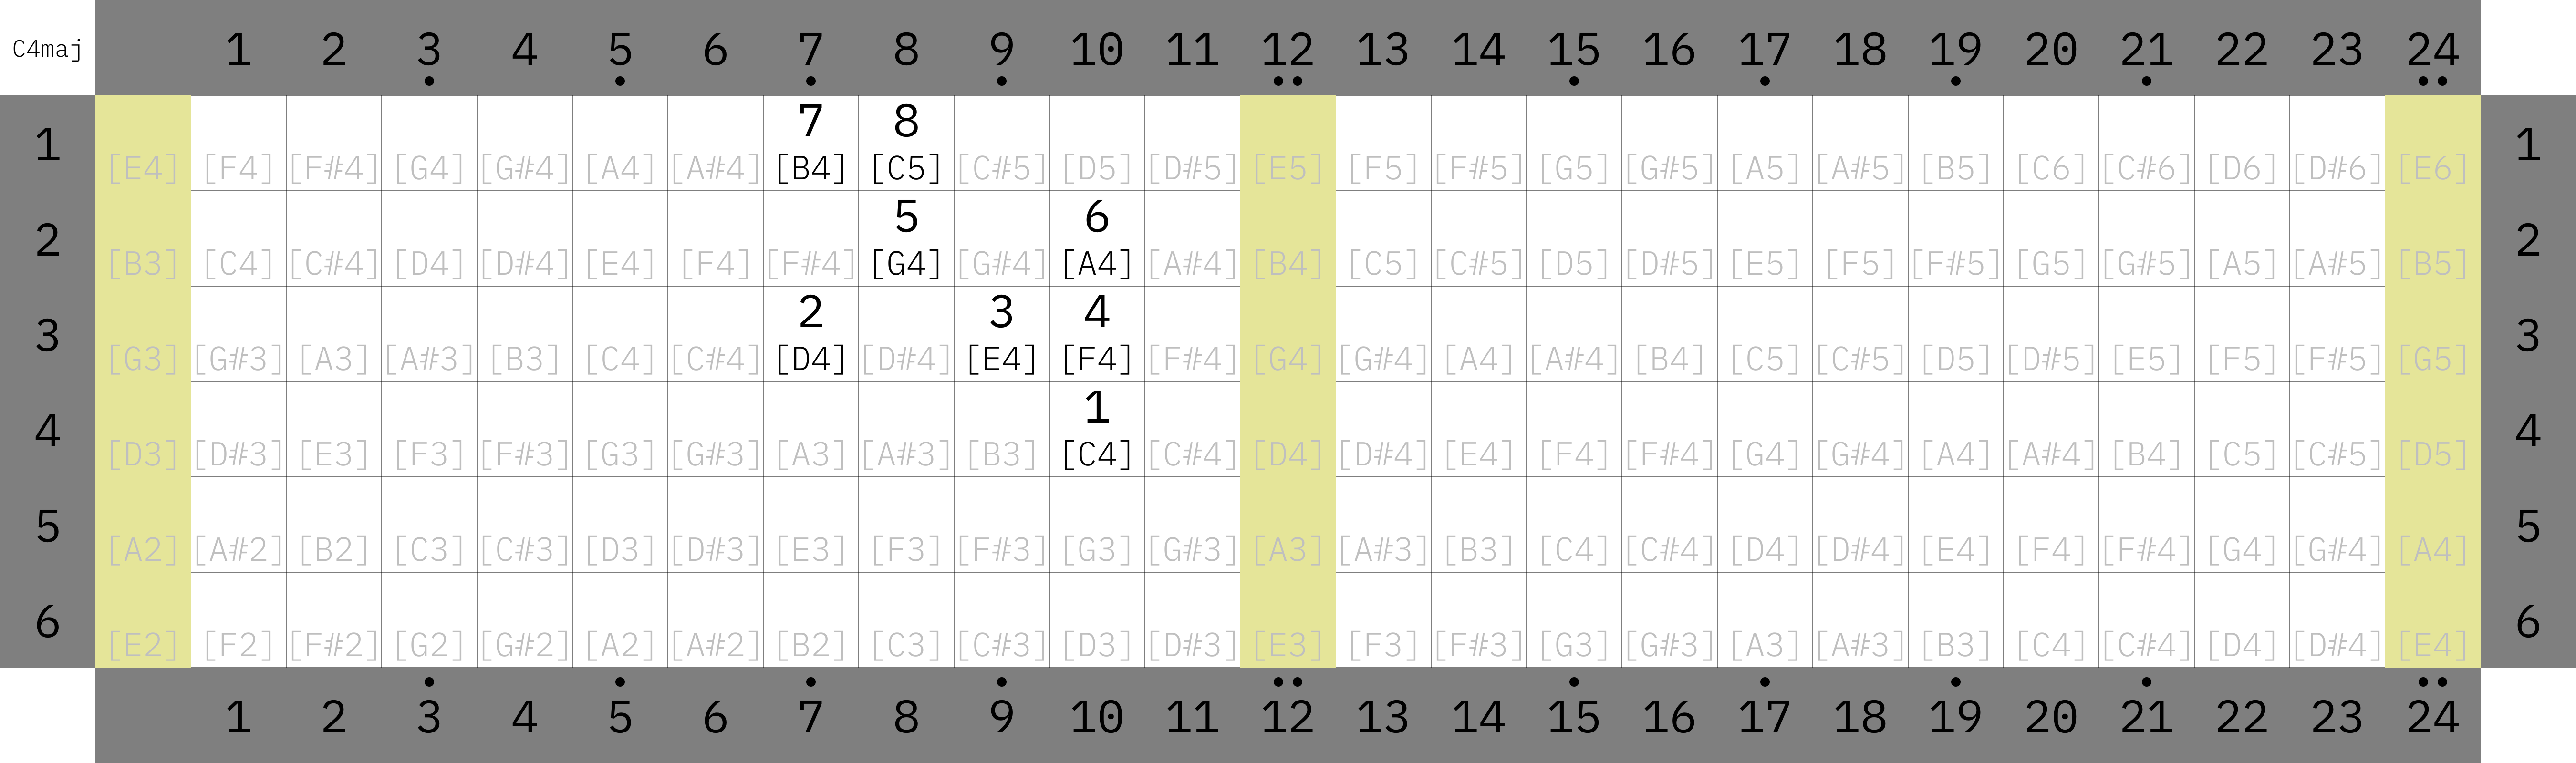 C4maj 1 2 3 4 5 6 7 8 9 10 11 12 13 14 15 16 17 18 19 20 21 22 23 24
7 8
1 [E4] [F4] [F#4] [G4] [G#4] [A4] [A#4] [B4] [C5] [C#5] [D5] [D#5] [E5] [F5] [F#5] [G5] [G#5] [A5] [A#5] [B5] [C6] [C#6] [D6] [D#6] [E6] 1
5 6
2 [B3] [C4] [C#4] [D4] [D#4] [E4] [F4] [F#4] [G4] [G#4] [A4] [A#4] [B4] [C5] [C#5] [D5] [D#5] [E5] [F5] [F#5] [G5] [G#5] [A5] [A#5] [B5] 2
2 3 4
3 [G3] [G#3] [A3] [A#3] [B3] [C4] [C#4] [D4] [D#4] [E4] [F4] [F#4] [G4] [G#4] [A4] [A#4] [B4] [C5] [C#5] [D5] [D#5] [E5] [F5] [F#5] [G5] 3
1
4 [D3] [D#3] [E3] [F3] [F#3] [G3] [G#3] [A3] [A#3] [B3] [C4] [C#4] [D4] [D#4] [E4] [F4] [F#4] [G4] [G#4] [A4] [A#4] [B4] [C5] [C#5] [D5] 4
5 [A2] [A#2] [B2] [C3] [C#3] [D3] [D#3] [E3] [F3] [F#3] [G3] [G#3] [A3] [A#3] [B3] [C4] [C#4] [D4] [D#4] [E4] [F4] [F#4] [G4] [G#4] [A4] 5
6 [E2] [F2] [F#2] [G2] [G#2] [A2] [A#2] [B2] [C3] [C#3] [D3] [D#3] [E3] [F3] [F#3] [G3] [G#3] [A3] [A#3] [B3] [C4] [C#4] [D4] [D#4] [E4] 6
1 2 3 4 5 6 7 8 9 10 11 12 13 14 15 16 17 18 19 20 21 22 23 24